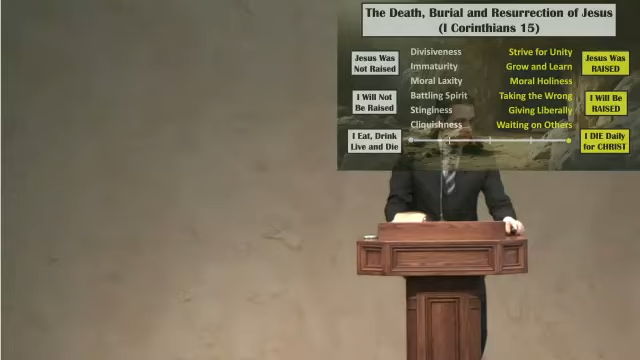 The Death, Burial and Resurrection of Jesus
(I Corinthians 15)
Jesus Was
Not Raised
I Will Not
Be Raised
I Eat, Drink
Live and Die
Divisiveness
Immaturity
Moral Laxity
Battling Spirit
Stinginess
Cliquishness
Strive for Unity
Grow and Learn
Moral Holiness
Taking the Wrong
Giving Liberally
Waiting on Others
Jesus Was
RAISED
I Will Be
RAISED
I DIE Daily
for CHRIST